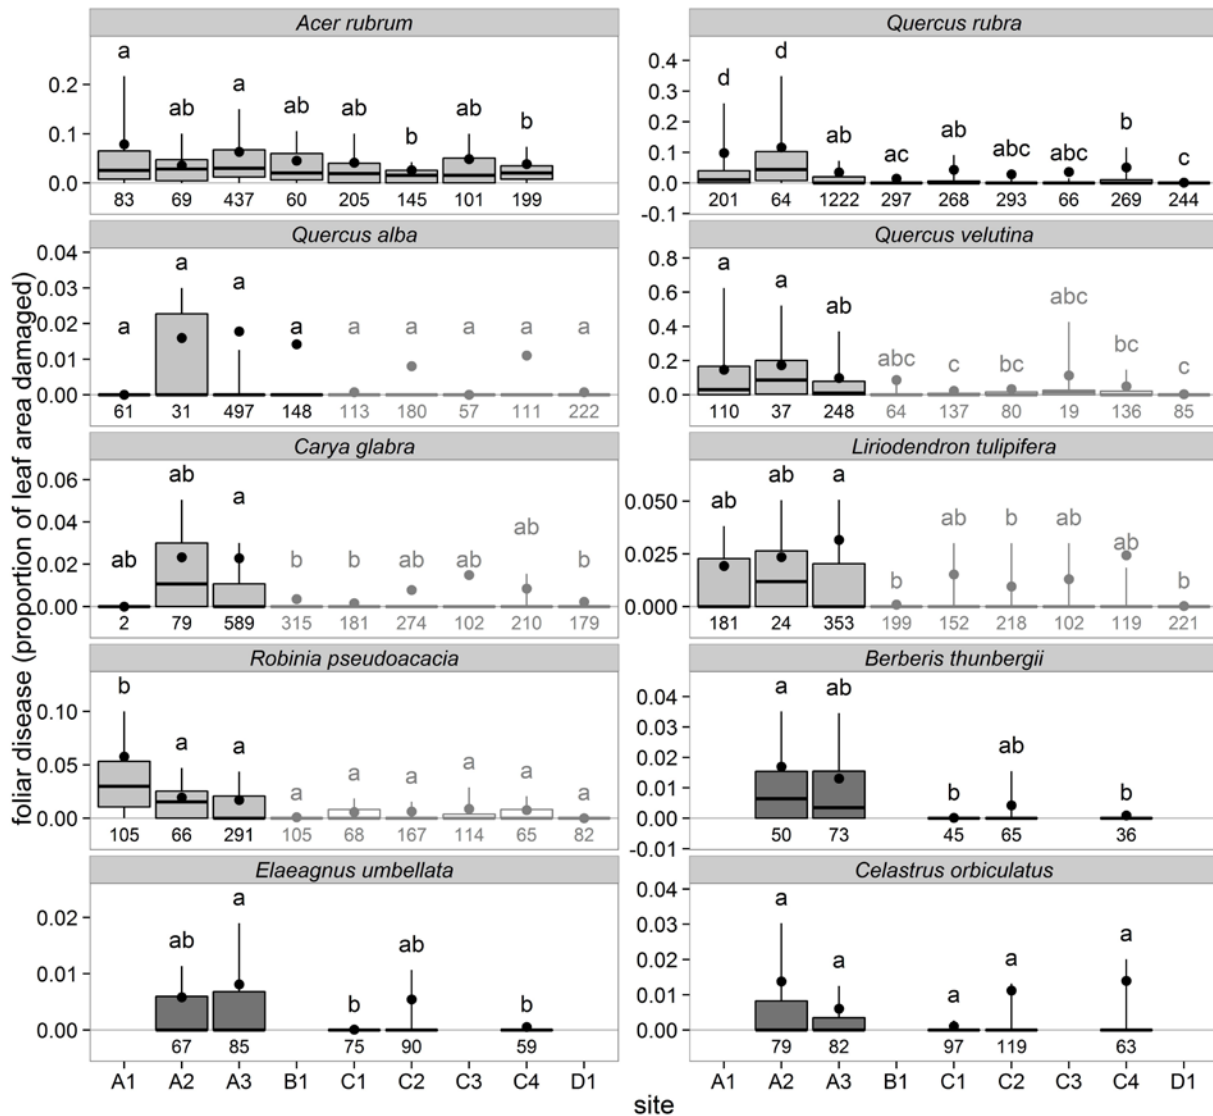 Acer rubrum
0.2
0.1
0.0
a ab a ab ab b ab b
83 69 437 60 205 145 101 199
Quercus rubra
0.4
0.3
0.2
0.1
0.0
-0.1
d d ab ac ab abc abc b c
201 64 1222 297 268 293 66 269 244
Quercus alba
0.04
0.03
0.02
0.01
0.00
a a a a a a a a a
61 31 497 148 113 180 57 111 222
Quercus velutina
0.8
0.6
0.4
0.2
0.0
a a ab abc c bc abc bc c
110 37 248 64 137 80 19 136 85
Carya glabra
0.06
0.04
0.02
0.00
ab ab a b b ab ab ab b
2 79 589 315 181 274 102 210 179
Liriodendron tulipifera
0.050
0.025
0.000
ab ab a b ab b ab ab b
181 24 353 199 152 218 102 119 221
Robinia pseudoacacia
0.10
0.05
0.00
b a a a a a a a a
105 66 291 105 68 167 114 65 82
Berberis thunbergii
0.04
0.03
0.02
0.01
0.00
-0.01
a ab b ab b
50 73 45 65 36
Elaeagnus umbellata
0.02
0.01
0.00
ab a b ab b
67 85 75 90 59
Celastrus orbiculatus
0.04
0.03
0.02
0.01
0.00
a a a a a
79 82 97 119 63
A1 A2 A3 B1 C1 C2 C3 C4 D1
A1 A2 A3 B1 C1 C2 C3 C4 D1
site
foliar disease (proportion of leaf area damaged)